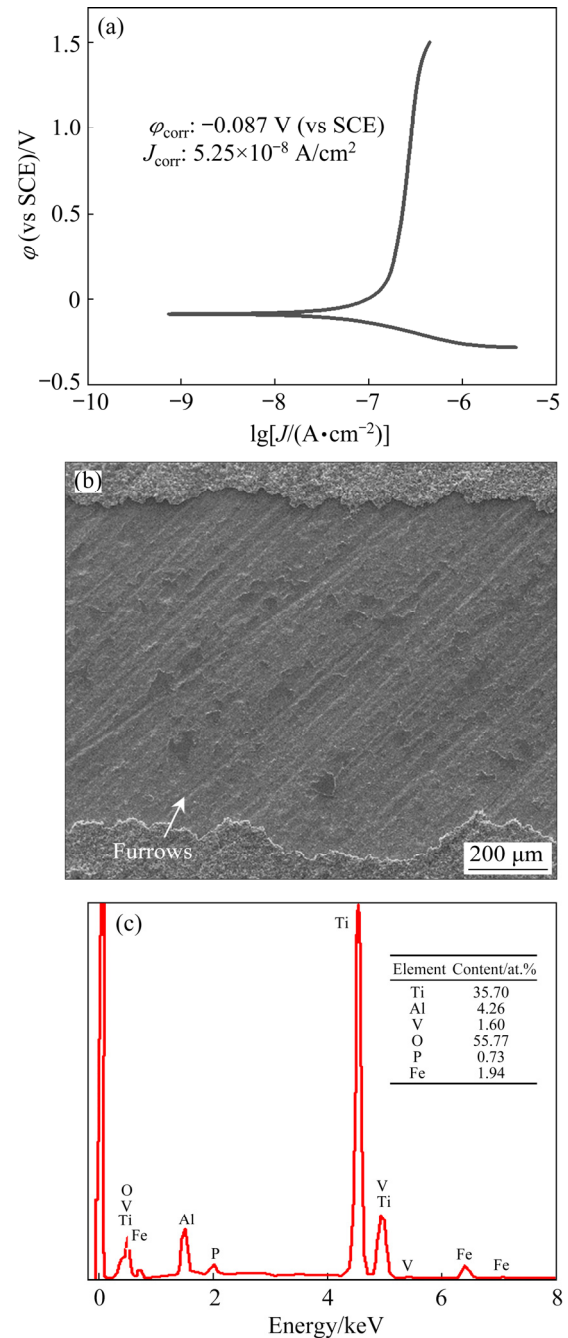 (a)
1.5
1.0
0.5
0
−0.5
φ (vs SCE)/V
φcorr: −0.087 V (vs SCE)
Jcorr: 5.25×10⁻⁸ A/cm²
−10 −9 −8 −7 −6 −5
lg[J/(A•cm⁻²)]
(b)
Furrows
200 μm
(c)
Ti
Element Content/at.%
Ti 35.70
Al 4.26
V 1.60
O 55.77
P 0.73
Fe 1.94
O
V
Ti
Fe
Al
P
V
Ti
V
Fe
Fe
0 2 4 6 8
Energy/keV